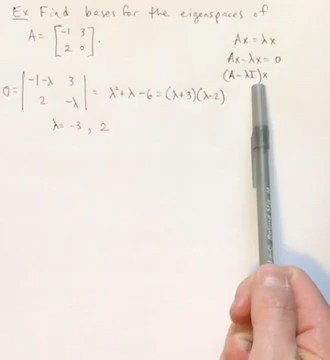 Ex Find bases for the eigenspaces of
A = [-1 3
2 0].
Ax = λx
Ax - λx = 0
(A - λI)x
0 = |-1-λ 3
2 -λ| = λ² + λ - 6 = (λ+3)(λ-2)
λ = -3, 2